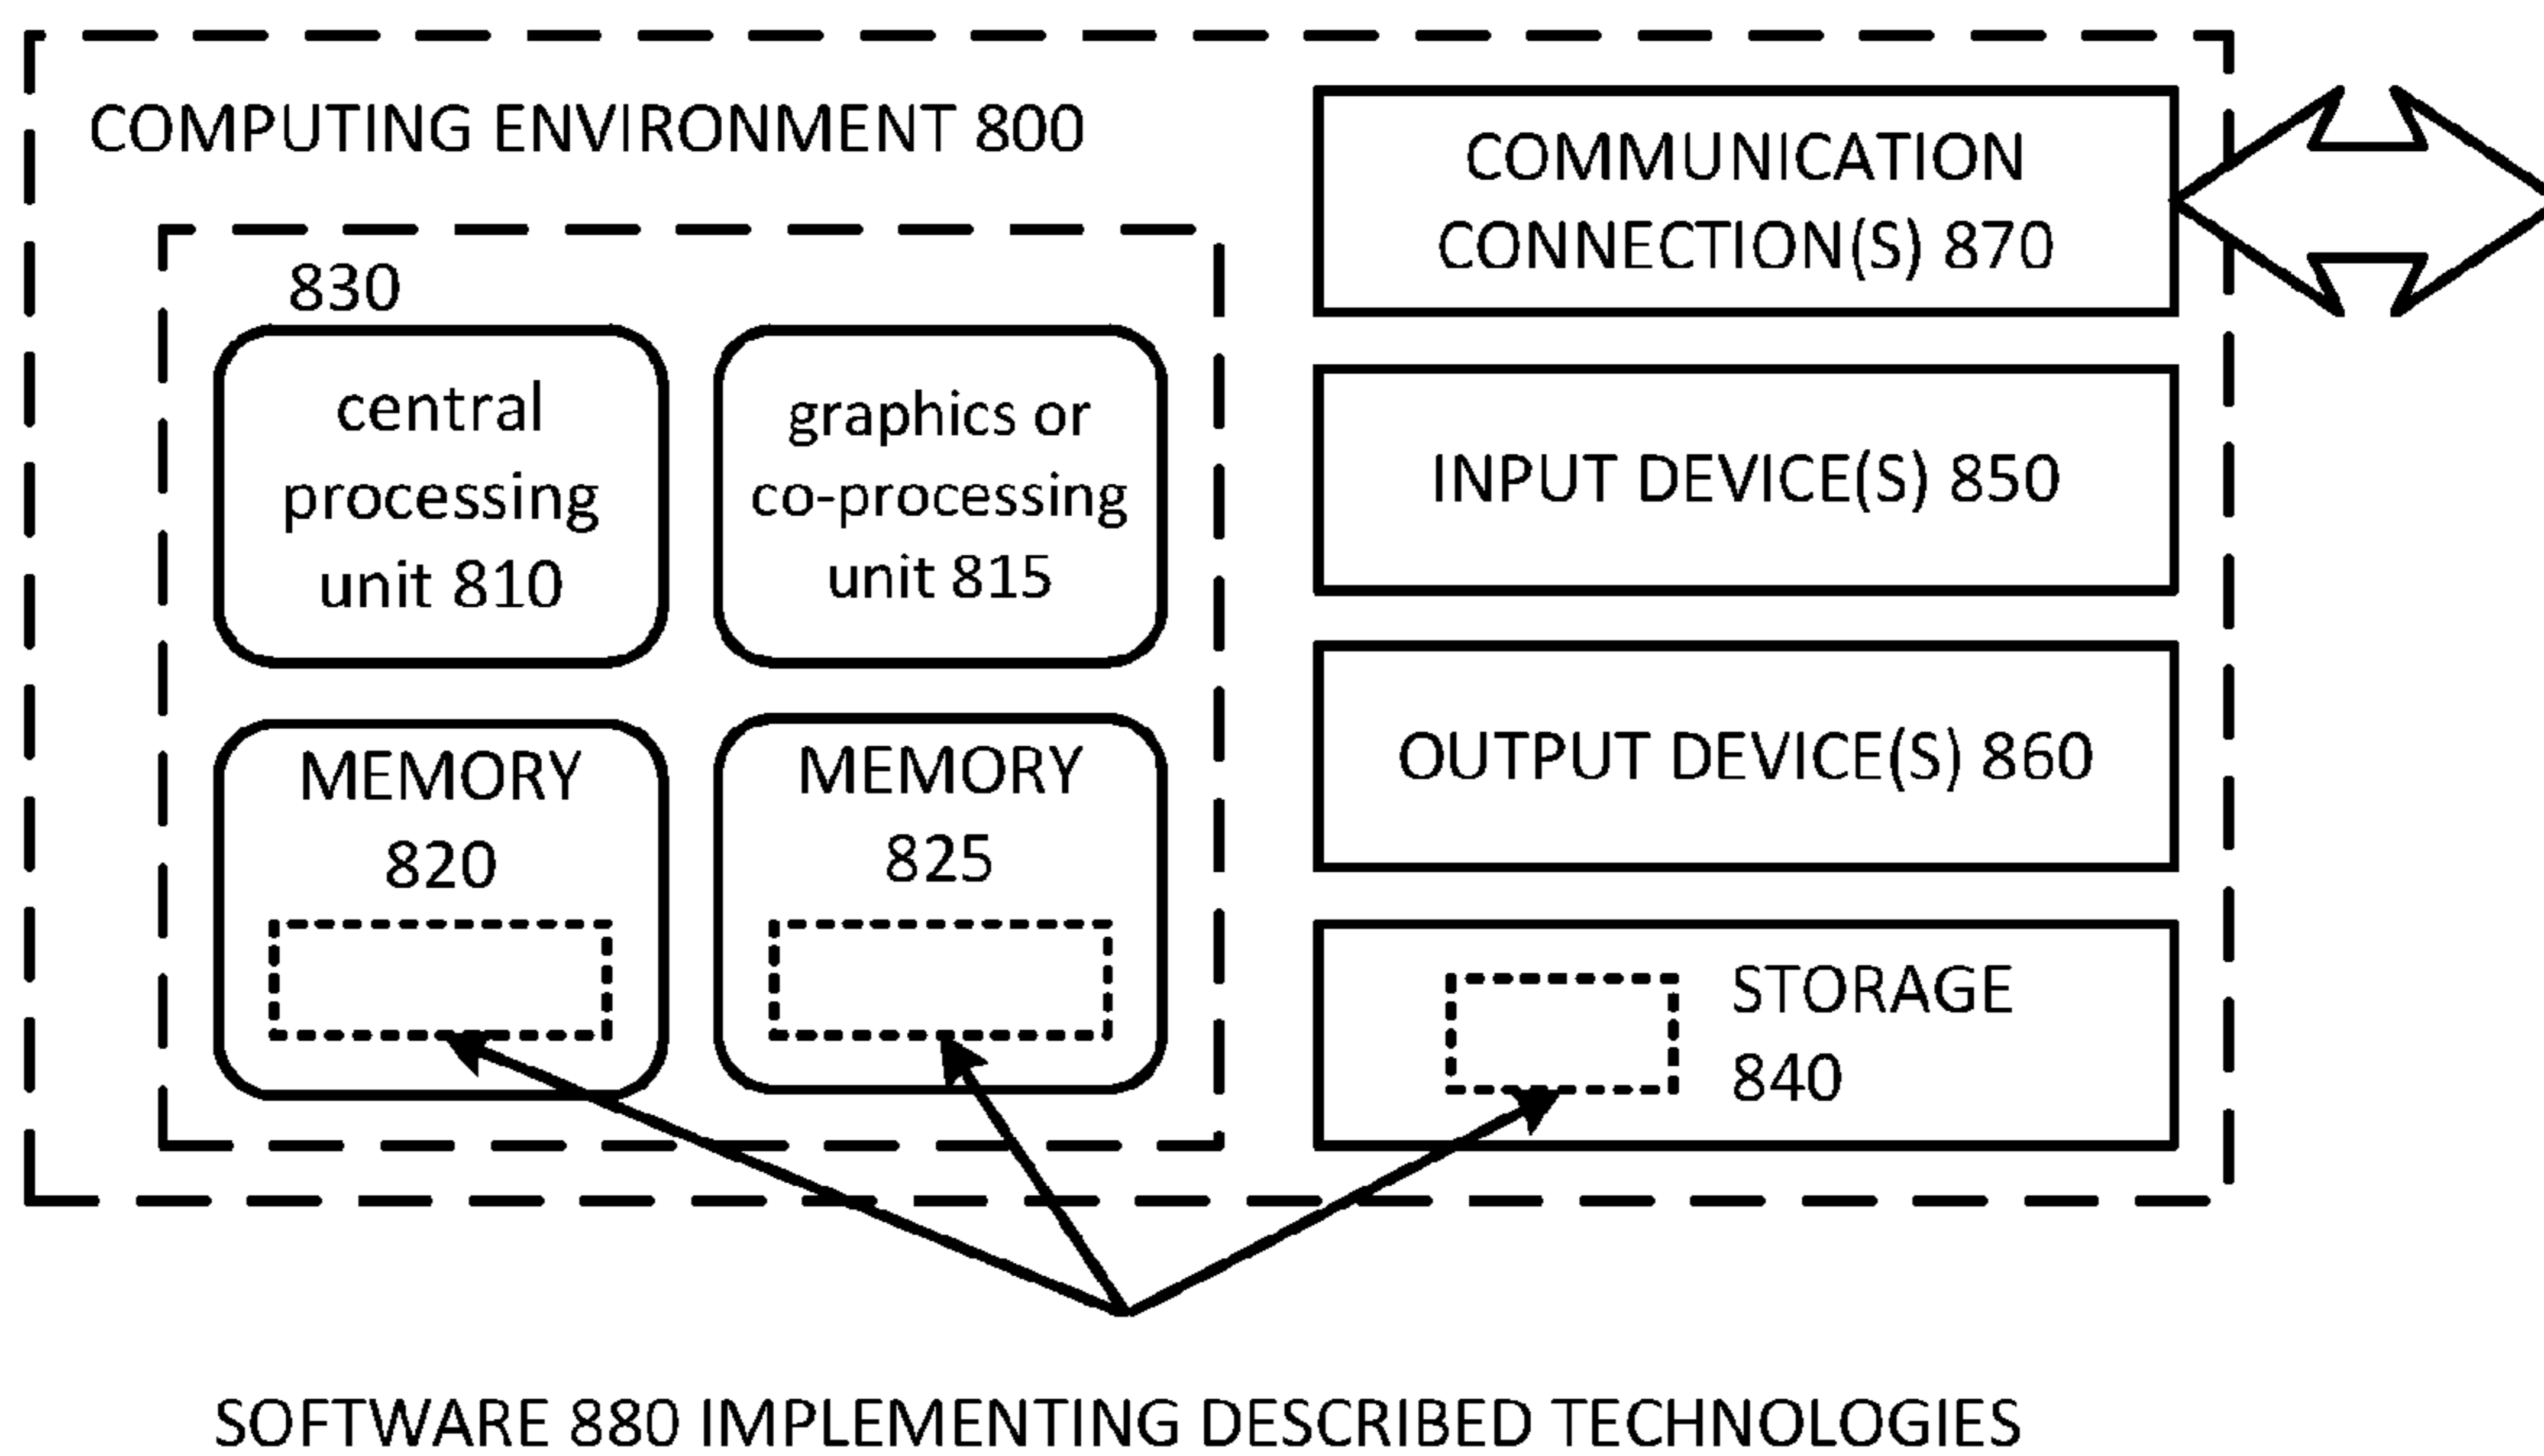 COMPUTING ENVIRONMENT 800
830
central
processing
unit 810
graphics or
co-processing
unit 815
MEMORY
820
MEMORY
825
COMMUNICATION
CONNECTION(S) 870
INPUT DEVICE(S) 850
OUTPUT DEVICE(S) 860
STORAGE
840
SOFTWARE 880 IMPLEMENTING DESCRIBED TECHNOLOGIES